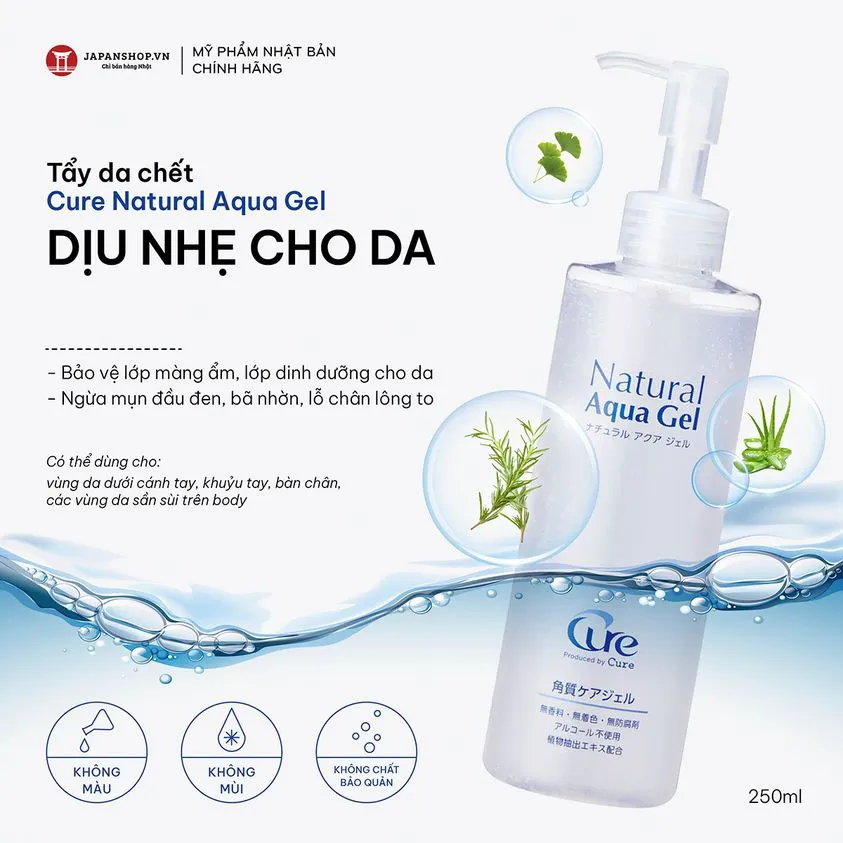 JAPANSHOP.VN
Chỉ bán hàng Nhật
MỸ PHẨM NHẬT BẢN
CHÍNH HÃNG
Tẩy da chết
Cure Natural Aqua Gel
DỊU NHẸ CHO DA
- Bảo vệ lớp màng ẩm, lớp dinh dưỡng cho da
- Ngừa mụn đầu đen, bã nhờn, lỗ chân lông to
Có thể dùng cho:
vùng da dưới cánh tay, khuỷu tay, bàn chân,
các vùng da sần sùi trên body
Natural
Aqua Gel
ナチュラル アクア ジェル
Cure
Produced by Cure
角質ケアジェル
無香料・無着色・無防腐剤
アルコール不使用
植物抽出エキス配合
KHÔNG
MÀU
KHÔNG
MÙI
KHÔNG CHẤT
BẢO QUẢN
250ml